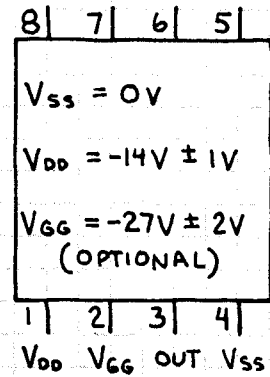 8 7 6 5
VSS = 0V
VDD = -14V ± 1V
VGG = -27V ± 2V
(OPTIONAL)
1 2 3 4
VDD VGG OUT VSS